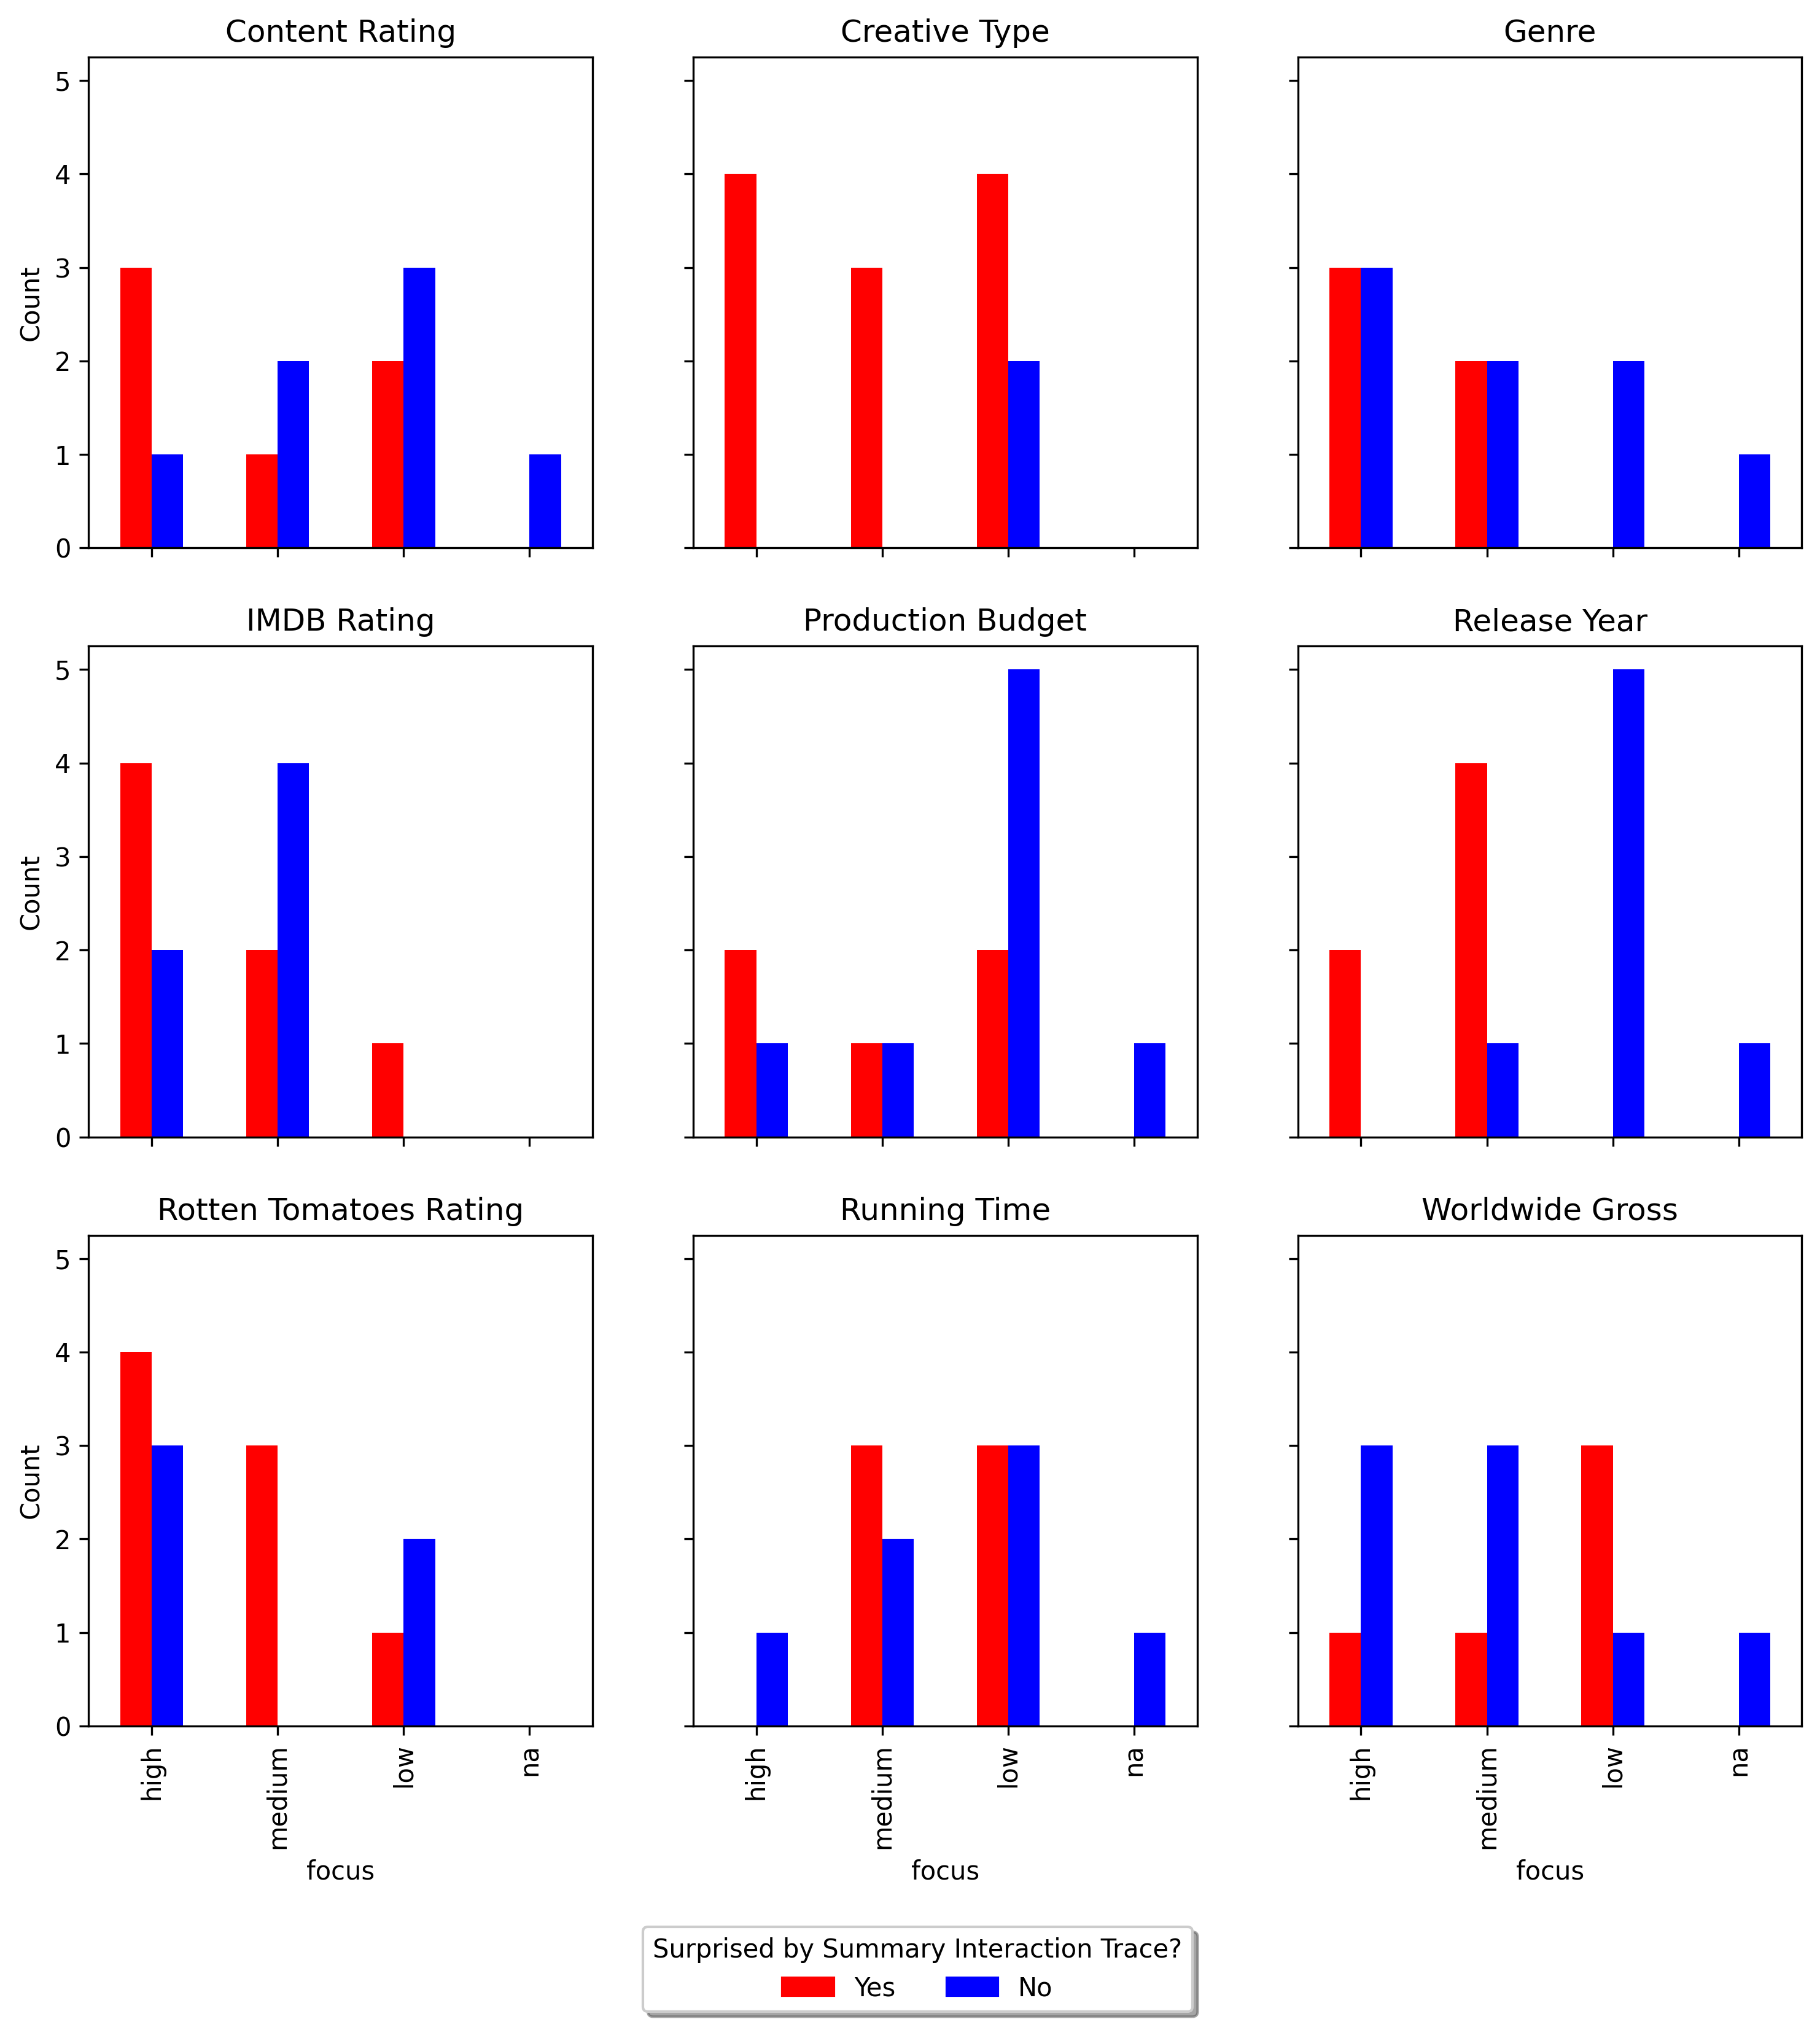 Content Rating
Creative Type
Genre
5
4
3
2
1
0
Count
IMDB Rating
Production Budget
Release Year
5
4
3
2
1
0
Count
Rotten Tomatoes Rating
Running Time
Worldwide Gross
5
4
3
2
1
0
Count
high
medium
low
na
high
medium
low
na
high
medium
low
na
focus
focus
focus
Surprised by Summary Interaction Trace?
Yes No